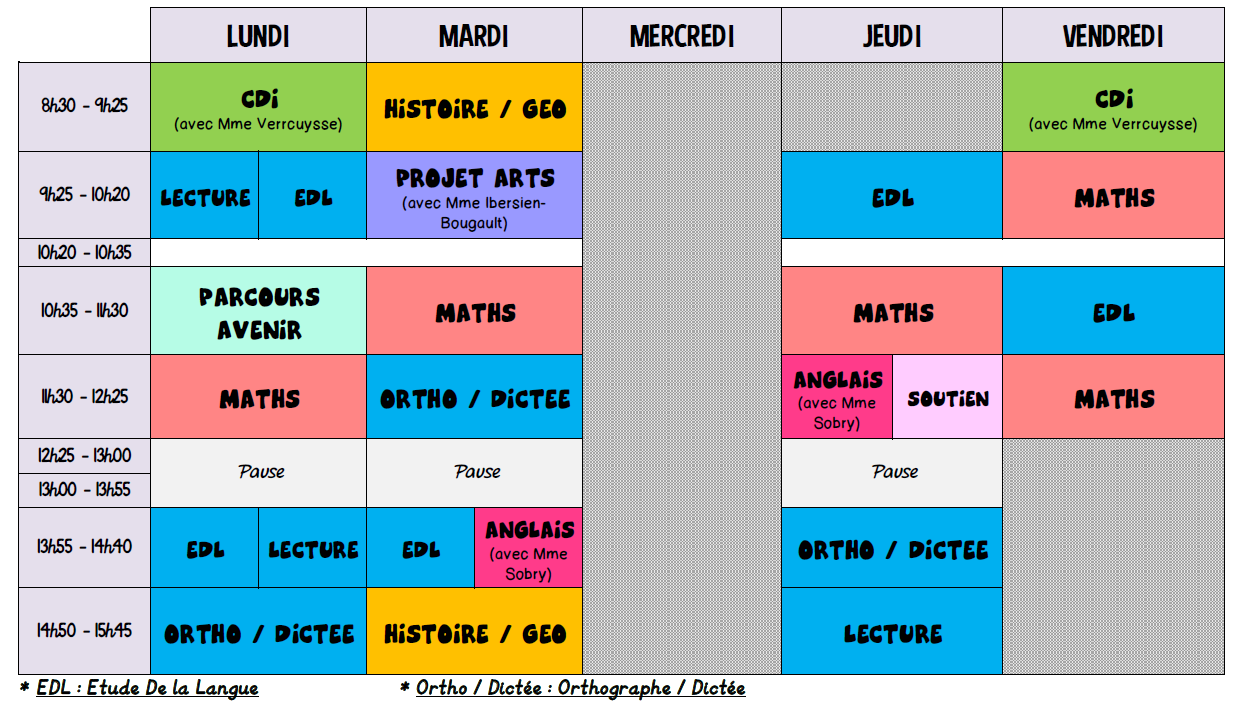 LUNDI MARDI MERCREDI JEUDI VENDREDI
8h30 - 9h25
CDi
(avec Mme Verrcuysse)
HiSTOiRE / GEO
CDi
(avec Mme Verrcuysse)
9h25 - 10h20
LECTURE
EDL
PROJET ARTS
(avec Mme Ibersien-
Bougault)
EDL
MATHS
10h20 - 10h35
10h35 - 11h30
PARCOURS
AVENiR
MATHS
MATHS
EDL
11h30 - 12h25
MATHS
ORTHO / DiCTEE
ANGLAiS
(avec Mme
Sobry)
SOUTiEN
MATHS
12h25 - 13h00
13h00 - 13h55
Pause
Pause
Pause
13h55 - 14h40
EDL
LECTURE
EDL
ANGLAiS
(avec Mme
Sobry)
ORTHO / DiCTEE
14h50 - 15h45
ORTHO / DiCTEE
HiSTOiRE / GEO
LECTURE
* EDL : Etude De la Langue
* Ortho / Dictée : Orthographe / Dictée